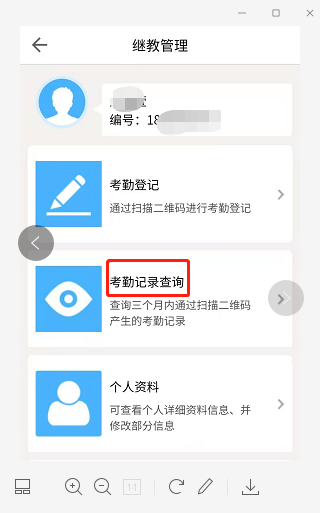 继教管理
编号：18
考勤登记
通过扫描二维码进行考勤登记
考勤记录查询
查询三个月内通过扫描二维码
产生的考勤记录
个人资料
可查看个人详细资料信息、并
修改部分信息
1:1